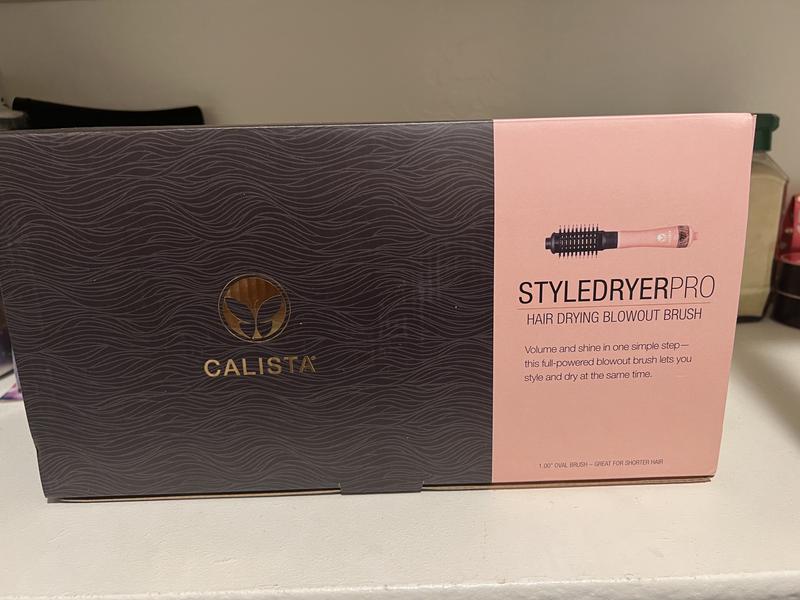 CALISTA
STYLEDRYERPRO
HAIR DRYING BLOWOUT BRUSH
Volume and shine in one simple step—
this full-powered blowout brush lets you
style and dry at the same time.
1.00" OVAL BRUSH – GREAT FOR SHORTER HAIR